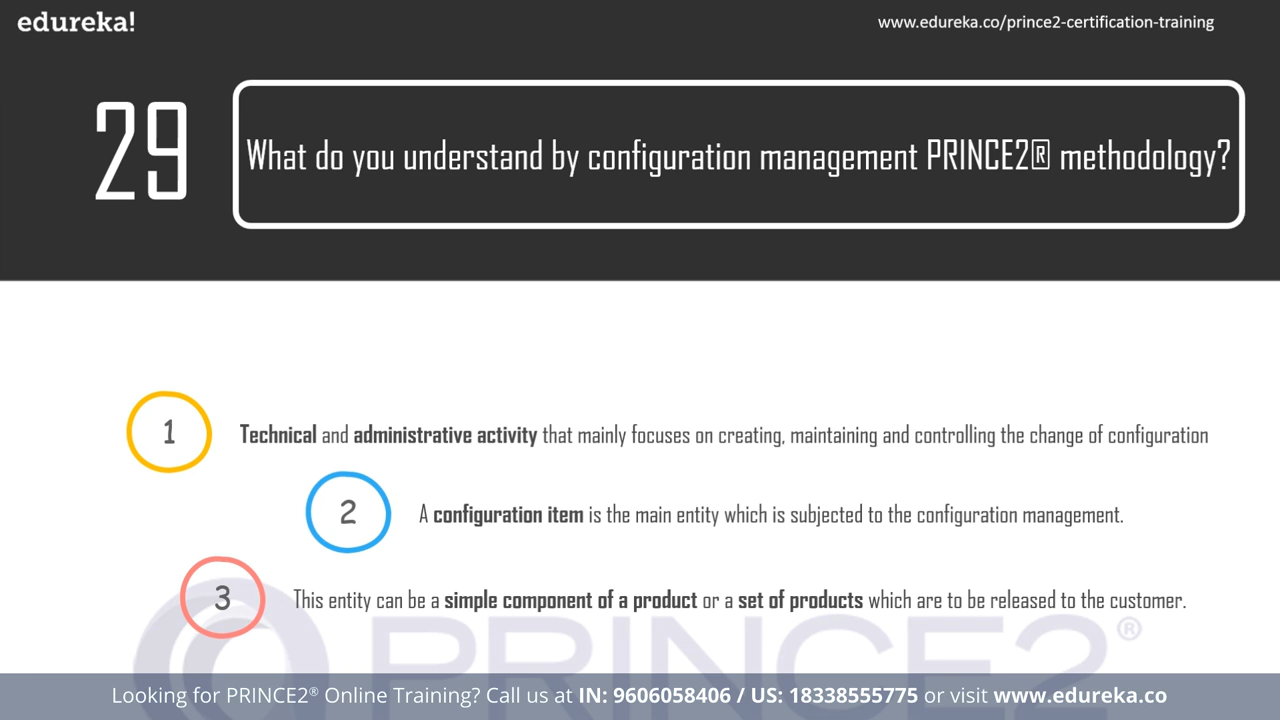 edureka!
www.edureka.co/prince2-certification-training
29
What do you understand by configuration management PRINCE2® methodology?
1
Technical and administrative activity that mainly focuses on creating, maintaining and controlling the change of configuration
2
A configuration item is the main entity which is subjected to the configuration management.
3
This entity can be a simple component of a product or a set of products which are to be released to the customer.
PRINCE2®
Looking for PRINCE2® Online Training? Call us at IN: 9606058406 / US: 18338555775 or visit www.edureka.co